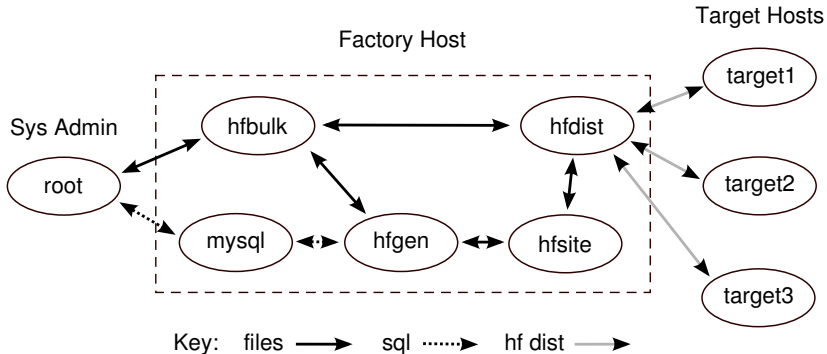 Target Hosts
Factory Host
target1
Sys Admin
hfbulk
hfdist
root
target2
mysql
hfgen
hfsite
target3
Key: files sql hf dist